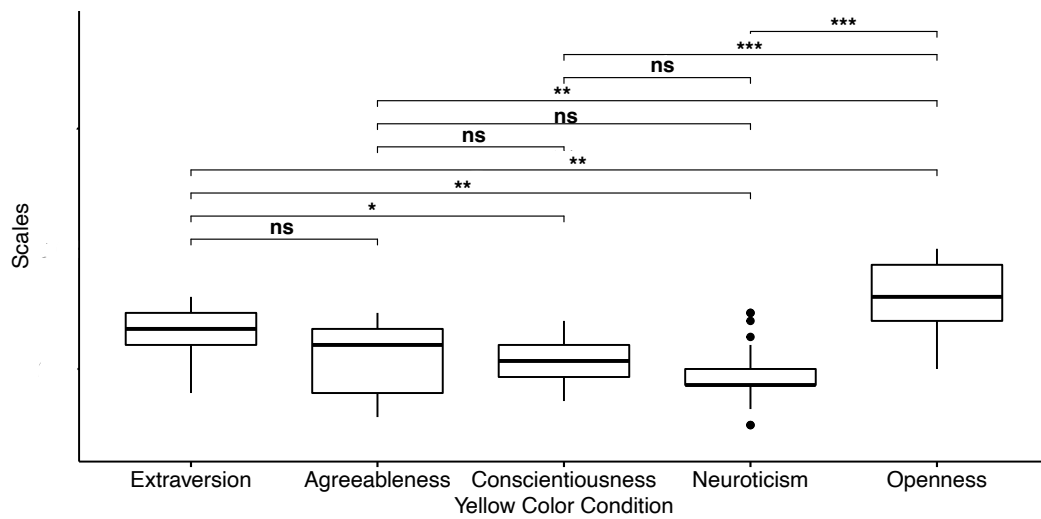 ***
***
ns
**
ns
ns
**
**
*
ns
Scales
Extraversion Agreeableness Conscientiousness Neuroticism Openness
Yellow Color Condition